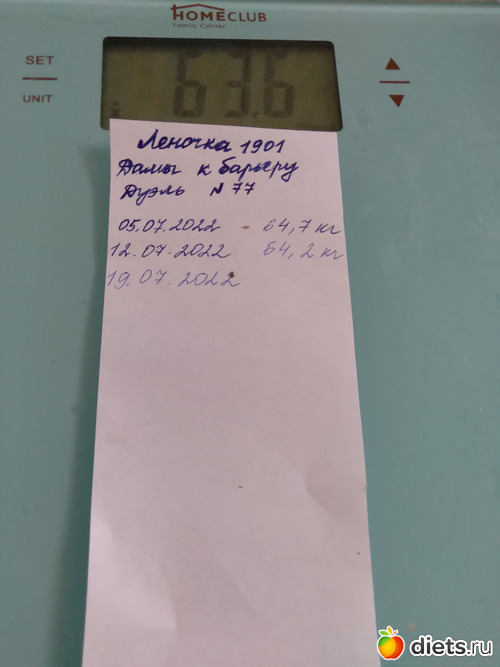 HOMECLUB
Family Center
SET
UNIT
63.6
Леночка 1901
Дамы к барьеру
Дуэль N 77
05.07.2022 - 64,7 кг
12.07.2022 64,2 кг
19.07.2022
diets.ru